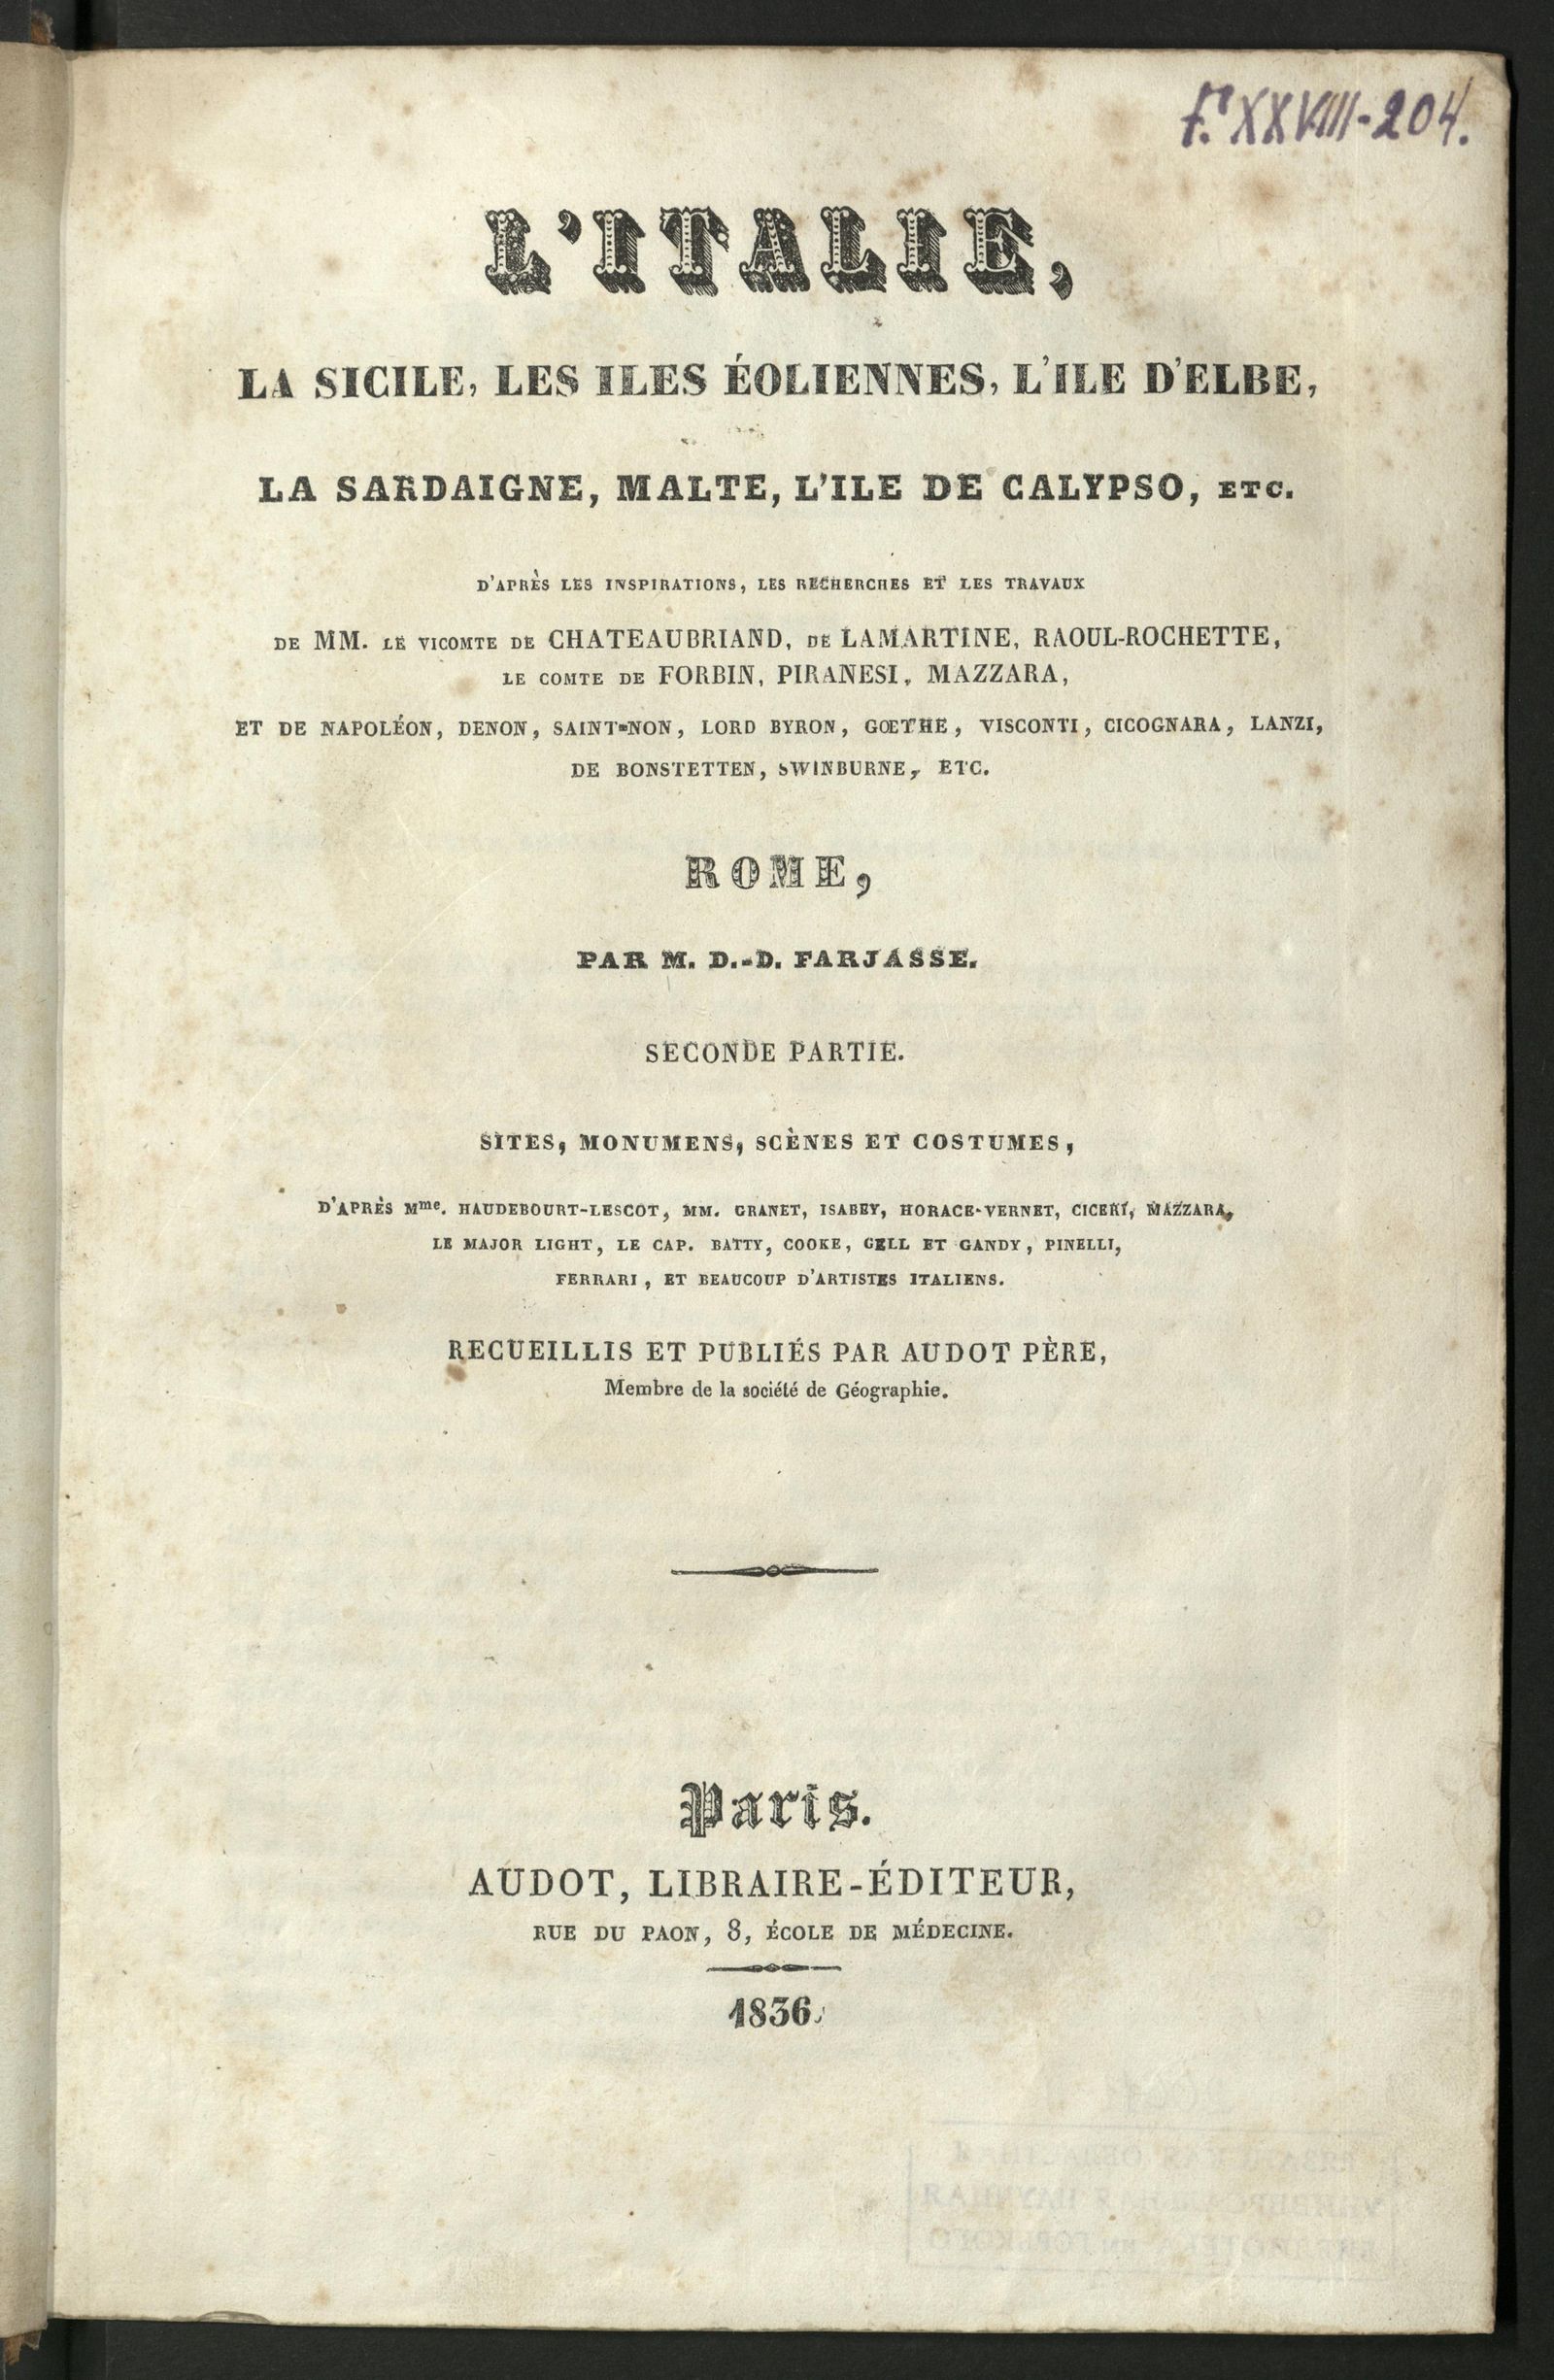 F. XXVIII-204.
L'ITALIE,
LA SICILE, LES ILES ÉOLIENNES, L'ILE D'ELBE,
LA SARDAIGNE, MALTE, L'ILE DE CALYPSO, ETC.
D'APRÈS LES INSPIRATIONS, LES RECHERCHES ET LES TRAVAUX
DE MM. LE VICOMTE DE CHATEAUBRIAND, DE LAMARTINE, RAOUL-ROCHETTE,
LE COMTE DE FORBIN, PIRANESI, MAZZARA,
ET DE NAPOLÉON, DENON, SAINT-NON, LORD BYRON, GŒTHE, VISCONTI, CICOGNARA, LANZI,
DE BONSTETTEN, SWINBURNE, ETC.
ROME,
PAR M. D.-D. FARJASSE.
SECONDE PARTIE.
SITES, MONUMENS, SCÈNES ET COSTUMES,
D'APRÈS Mme. HAUDEBOURT-LESCOT, MM. GRANET, ISABEY, HORACE-VERNET, CICERI, MAZZARA,
LE MAJOR LIGHT, LE CAP. BATTY, COOKE, GELL ET GANDY, PINELLI,
FERRARI, ET BEAUCOUP D'ARTISTES ITALIENS.
RECUEILLIS ET PUBLIÉS PAR AUDOT PÈRE,
Membre de la société de Géographie.
Paris.
AUDOT, LIBRAIRE-ÉDITEUR,
RUE DU PAON, 8, ÉCOLE DE MÉDECINE.
1836.